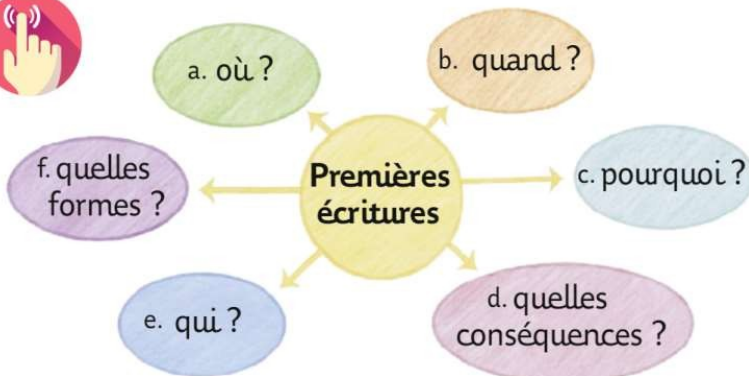 a. où ?
b. quand ?
Premières
écritures
c. pourquoi ?
d. quelles
conséquences ?
e. qui ?
f. quelles
formes ?